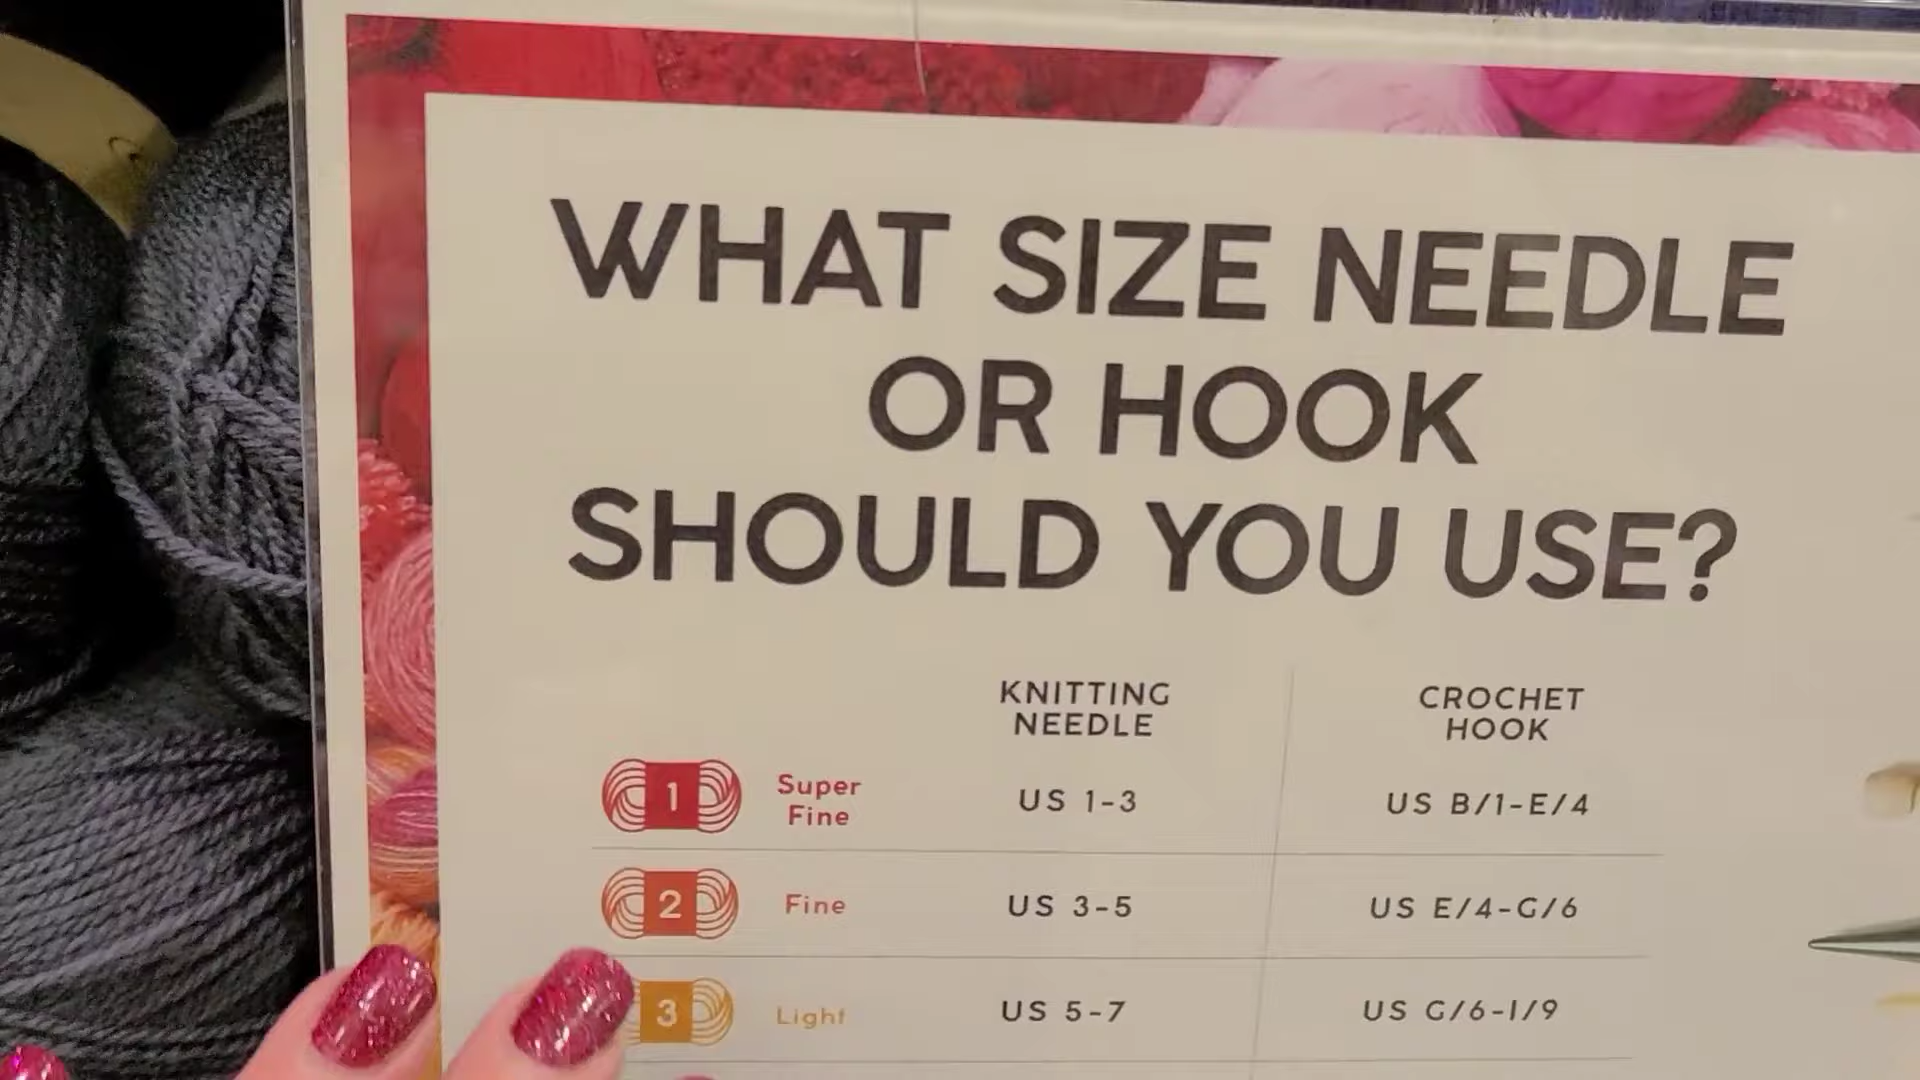 WHAT SIZE NEEDLE
OR HOOK
SHOULD YOU USE?
KNITTING
NEEDLE
CROCHET
HOOK
1 Super
Fine
US 1-3
US B/1-E/4
2 Fine US 3-5 US E/4-G/6
3 Light US 5-7 US G/6-I/9